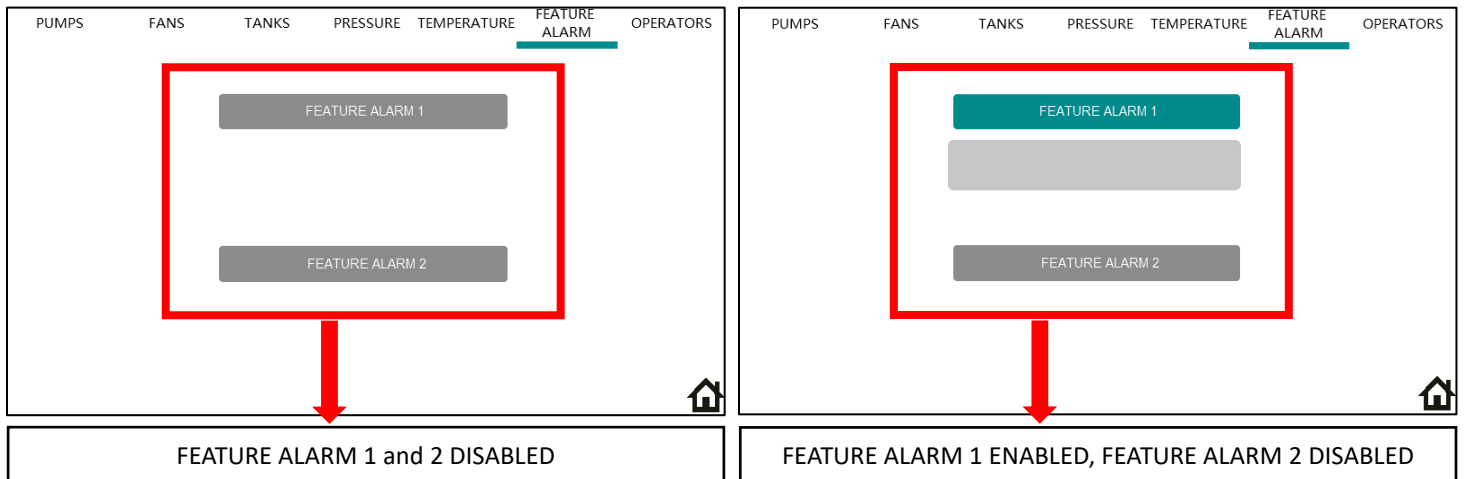 PUMPS FANS TANKS PRESSURE TEMPERATURE FEATURE ALARM OPERATORS
FEATURE ALARM 1
FEATURE ALARM 2
FEATURE ALARM 1 and 2 DISABLED
PUMPS FANS TANKS PRESSURE TEMPERATURE FEATURE ALARM OPERATORS
FEATURE ALARM 1
FEATURE ALARM 2
FEATURE ALARM 1 ENABLED, FEATURE ALARM 2 DISABLED